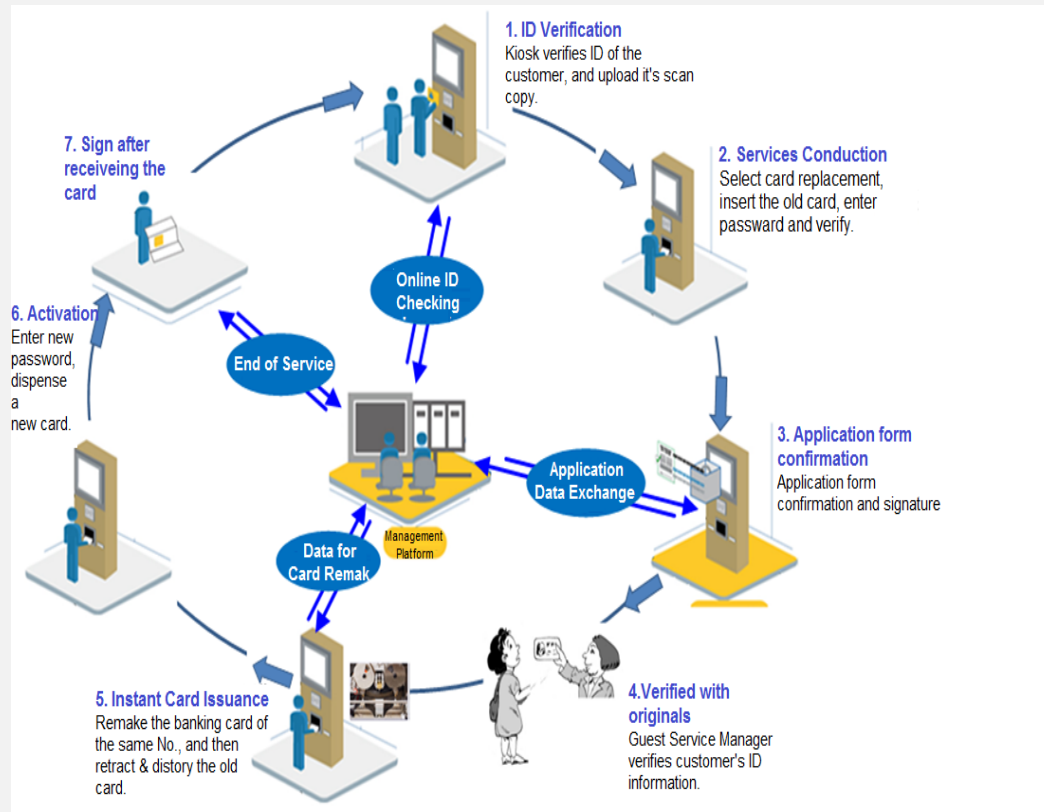 1. ID Verification
Kiosk verifies ID of the
customer, and upload it's scan
copy.
2. Services Conduction
Select card replacement,
insert the old card, enter
passward and verify.
3. Application form
confirmation
Application form
confirmation and signature
4.Verified with
originals
Guest Service Manager
verifies customer's ID
information.
5. Instant Card Issuance
Remake the banking card of
the same No., and then
retract & distory the old
card.
6. Activation
Enter new
password,
dispense
a
new card.
7. Sign after
receiveing the
card
Online ID
Checking
End of Service
Application
Data Exchange
Data for
Card Remak
Management
Platform